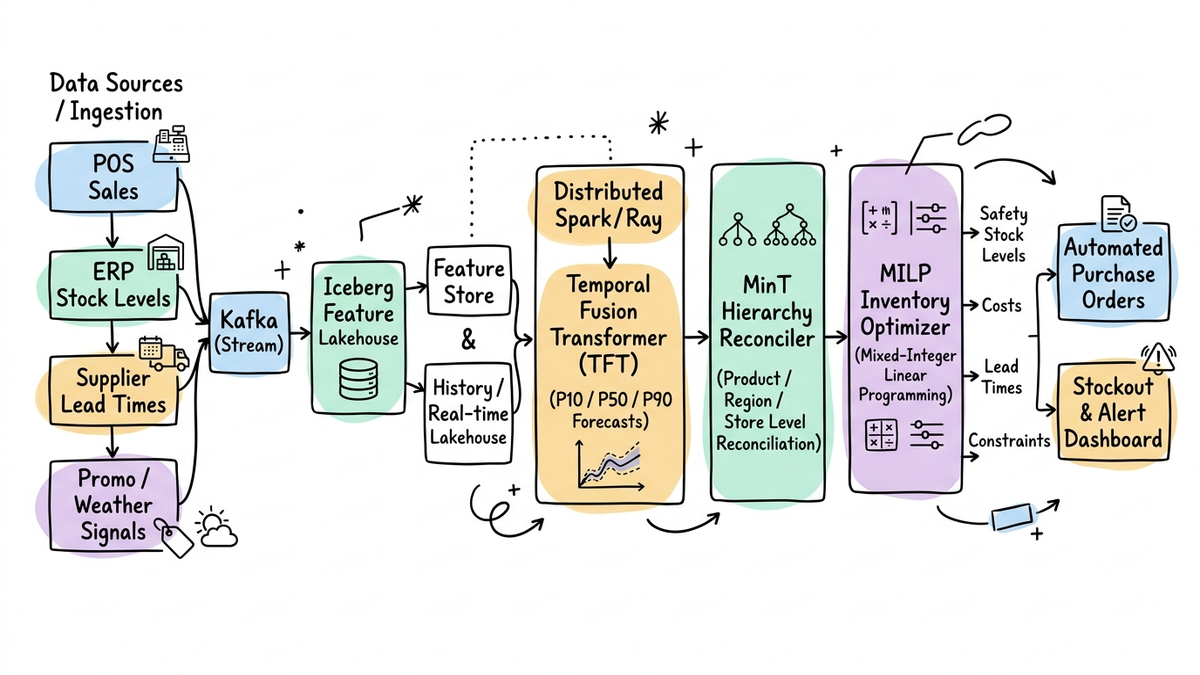 Data Sources
/ Ingestion
POS
Sales
ERP
Stock Levels
Supplier
Lead Times
Promo /
Weather
Signals
Kafka
(Stream)
Iceberg
Feature
Lakehouse
Feature
Store
&
History /
Real-time
Lakehouse
Distributed
Spark/Ray
Temporal
Fusion
Transformer
(TFT)
(P10 / P50 / P90
Forecasts)
MinT
Hierarchy
Reconciler
(Product /
Region /
Store Level
Reconciliation)
MILP
Inventory
Optimizer
(Mixed-Integer
Linear
Programming)
Safety
Stock
Levels
Costs
Lead
Times
Constraints
Automated
Purchase
Orders
Stockout
& Alert
Dashboard